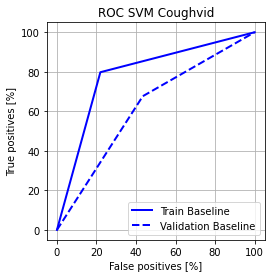 ROC SVM Coughvid
True positives [%]
100
80
60
40
20
0
0 20 40 60 80 100
False positives [%]
Train Baseline
Validation Baseline